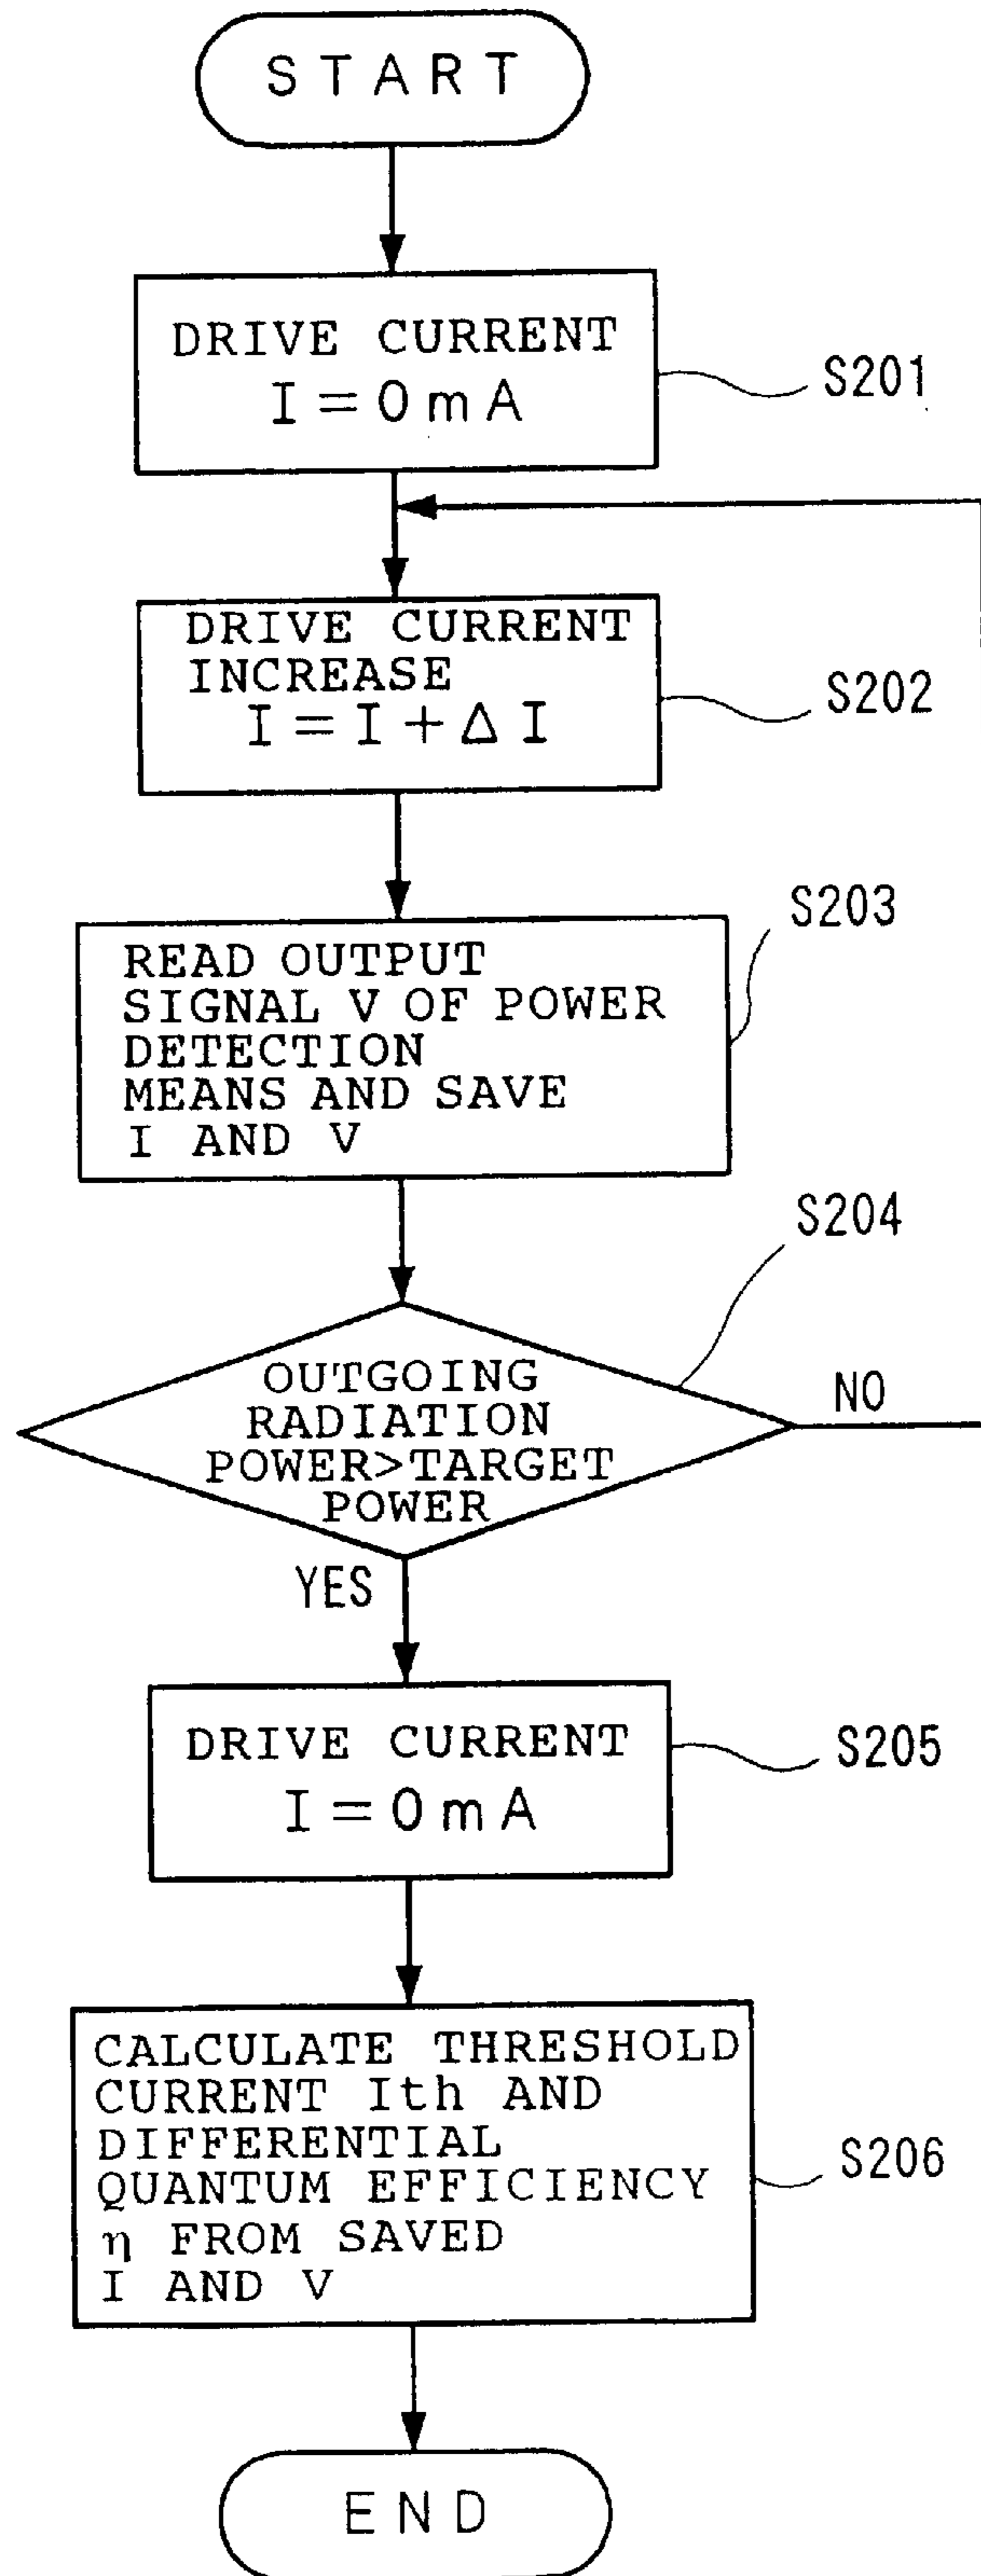 START
DRIVE CURRENT
I=0mA
S201
DRIVE CURRENT
INCREASE
I=I+Δ I
S202
READ OUTPUT
SIGNAL V OF POWER
DETECTION
MEANS AND SAVE
I AND V
S203
OUTGOING
RADIATION
POWER>TARGET
POWER
S204
NO
YES
DRIVE CURRENT
I=0mA
S205
CALCULATE THRESHOLD
CURRENT Ith AND
DIFFERENTIAL
QUANTUM EFFICIENCY
η FROM SAVED
I AND V
S206
END